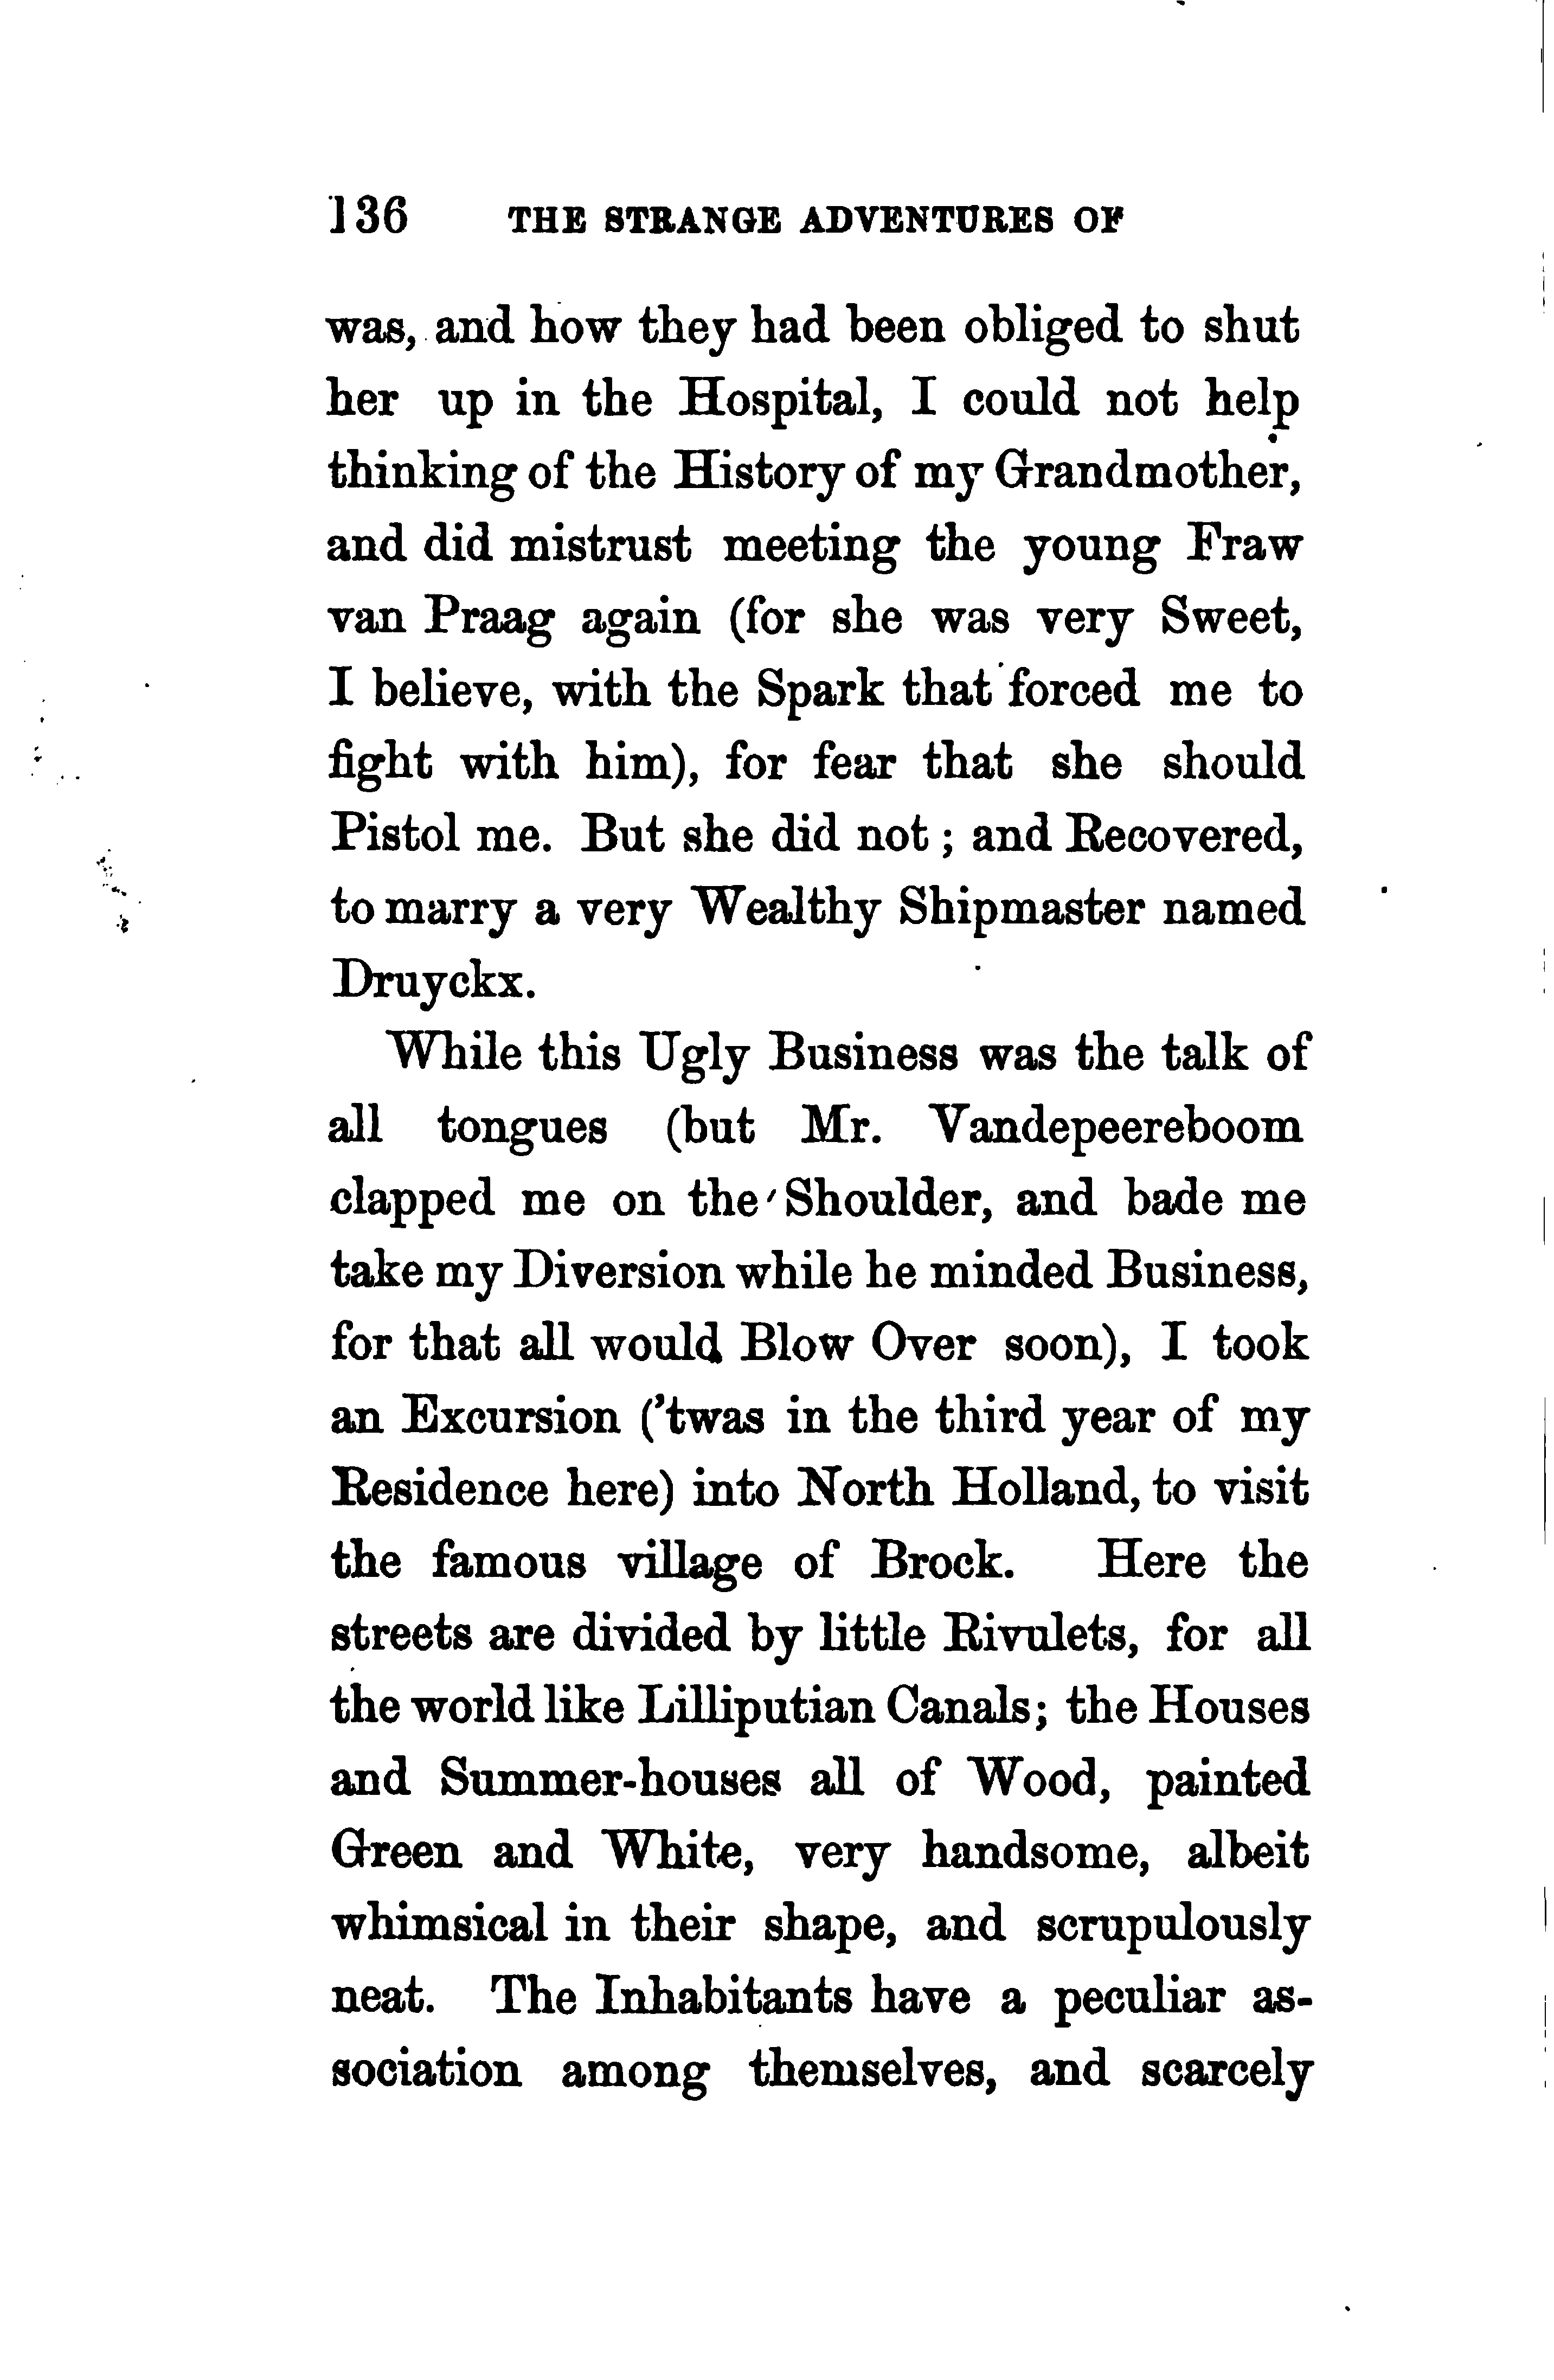 136 THE STRANGE ADVENTURES OF
was, and how they had been obliged to shut
her up in the Hospital, I could not help
thinking of the History of my Grandmother,
and did mistrust meeting the young Fraw
van Praag again (for she was very Sweet,
I believe, with the Spark that forced me to
fight with him), for fear that she should
Pistol me. But she did not; and Recovered,
to marry a very Wealthy Shipmaster named
Druyckx.
While this Ugly Business was the talk of
all tongues (but Mr. Vandepeereboom
clapped me on the Shoulder, and bade me
take my Diversion while he minded Business,
for that all would Blow Over soon), I took
an Excursion ('twas in the third year of my
Residence here) into North Holland, to visit
the famous village of Brock. Here the
streets are divided by little Rivulets, for all
the world like Lilliputian Canals; the Houses
and Summer-houses all of Wood, painted
Green and White, very handsome, albeit
whimsical in their shape, and scrupulously
neat. The Inhabitants have a peculiar as-
sociation among themselves, and scarcely